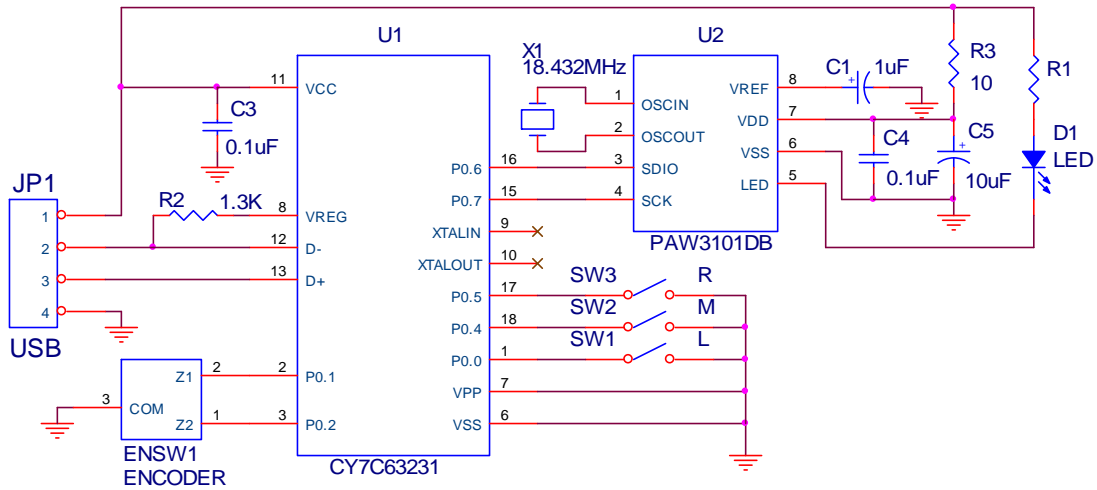 U1
U2
X1
18.432MHz
C1
1uF
+
R3
10
R1
D1
LED
C3
0.1uF
11
VCC
1
OSCIN
2
OSCOUT
3
SDIO
4
SCK
VREF
8
VDD
7
VSS
6
LED
5
PAW3101DB
C4
0.1uF
C5
+
10uF
JP1
1
2
3
4
USB
R2
1.3K
8
VREG
12
D-
13
D+
P0.6
16
P0.7
15
XTALIN
9
XTALOUT
10
P0.5
17
P0.4
18
P0.0
1
VPP
7
VSS
6
SW3
R
SW2
M
SW1
L
Z1
2
2
P0.1
3
COM
Z2
1
3
P0.2
ENSW1
ENCODER
CY7C63231